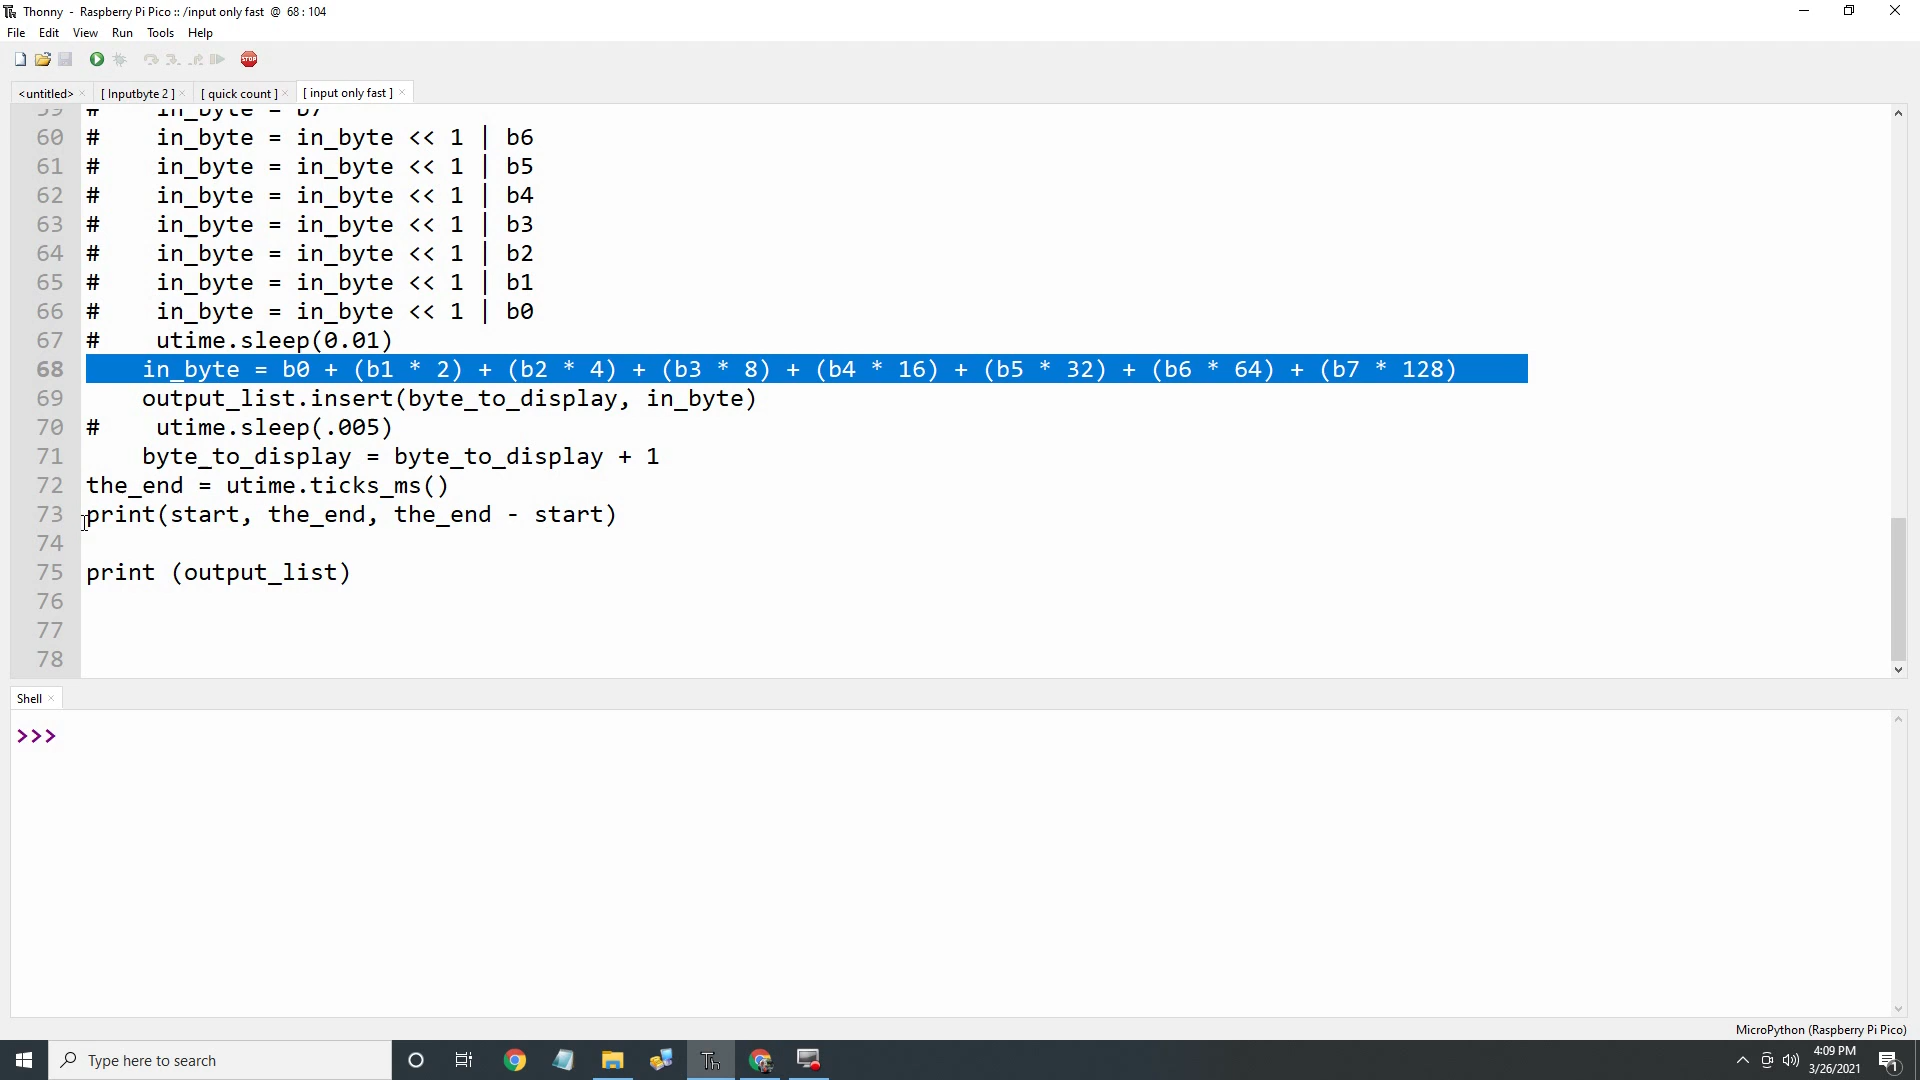 Thonny - Raspberry Pi Pico :: /input only fast @ 68 : 104
File Edit View Run Tools Help
STOP
<untitled> × [ Inputbyte 2 ] × [ quick count ] × [ input only fast ] ×
59 #    in_byte = b7
60 #    in_byte = in_byte << 1 | b6
61 #    in_byte = in_byte << 1 | b5
62 #    in_byte = in_byte << 1 | b4
63 #    in_byte = in_byte << 1 | b3
64 #    in_byte = in_byte << 1 | b2
65 #    in_byte = in_byte << 1 | b1
66 #    in_byte = in_byte << 1 | b0
67 #    utime.sleep(0.01)
68     in_byte = b0 + (b1 * 2) + (b2 * 4) + (b3 * 8) + (b4 * 16) + (b5 * 32) + (b6 * 64) + (b7 * 128)
69     output_list.insert(byte_to_display, in_byte)
70 #    utime.sleep(.005)
71     byte_to_display = byte_to_display + 1
72 the_end = utime.ticks_ms()
73 print(start, the_end, the_end - start)
74
75 print (output_list)
76
77
78
Shell ×
>>>
MicroPython (Raspberry Pi Pico)
Type here to search
Th
4:09 PM
3/26/2021
1